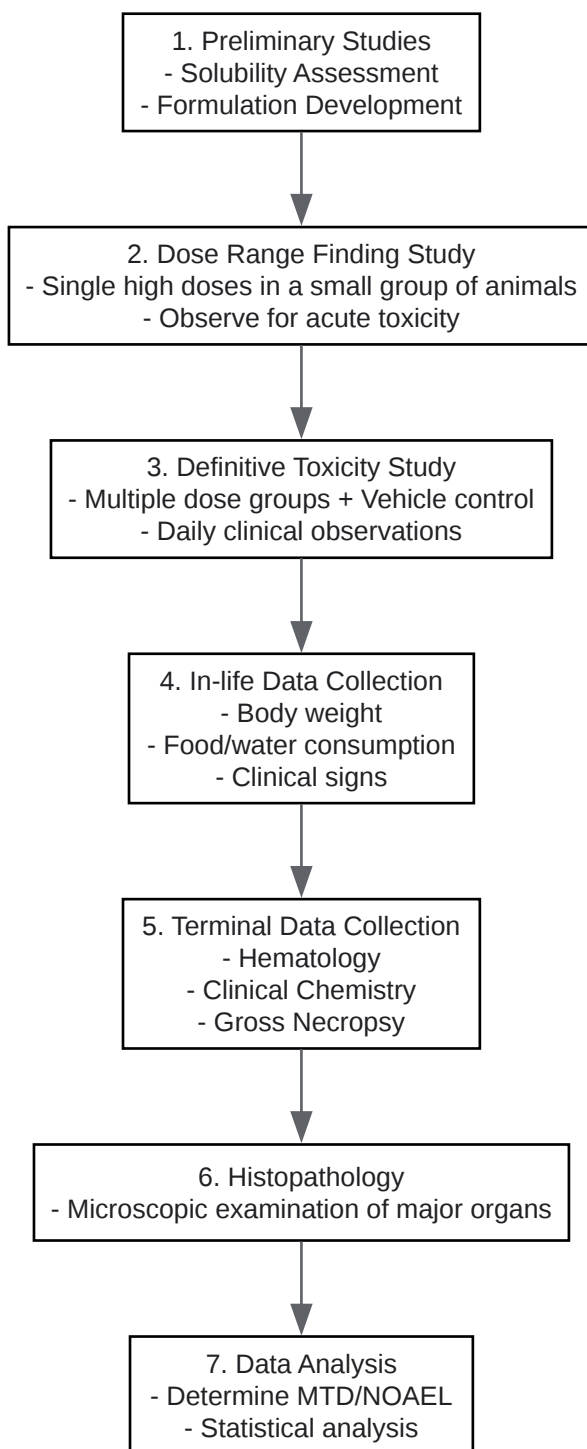 1. Preliminary Studies
- Solubility Assessment
- Formulation Development
2. Dose Range Finding Study
- Single high doses in a small group of animals
- Observe for acute toxicity
3. Definitive Toxicity Study
- Multiple dose groups + Vehicle control
- Daily clinical observations
4. In-life Data Collection
- Body weight
- Food/water consumption
- Clinical signs
5. Terminal Data Collection
- Hematology
- Clinical Chemistry
- Gross Necropsy
6. Histopathology
- Microscopic examination of major organs
7. Data Analysis
- Determine MTD/NOAEL
- Statistical analysis